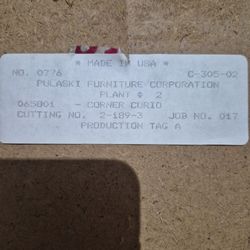 * MADE IN USA *
NO. 0776 C-305-02
PULASKI FURNITURE CORPORATION
PLANT # 2
065801 - CORNER CURIO
CUTTING NO. 2-189-3 JOB NO. 017
PRODUCTION TAG A